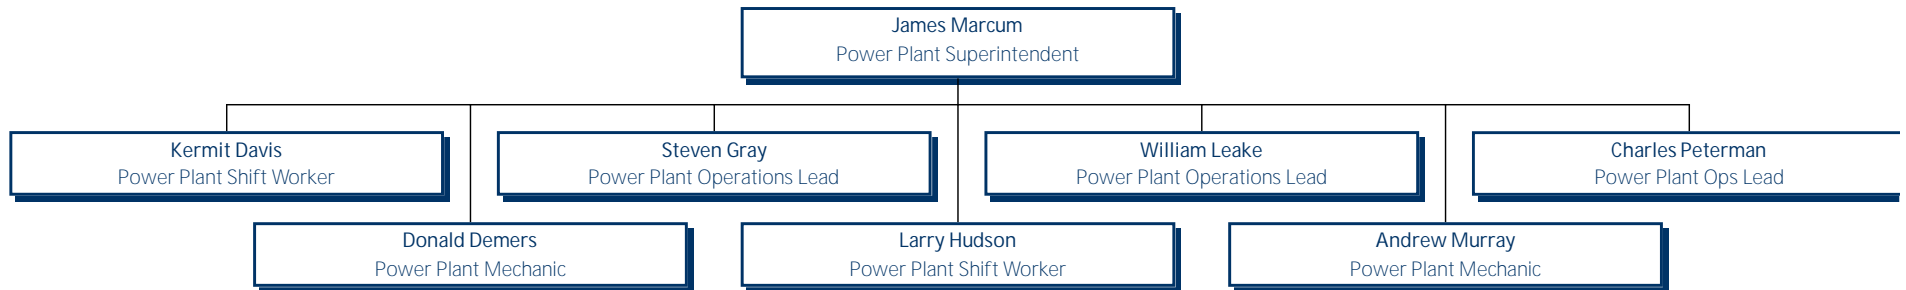 James Marcum
Power Plant Superintendent
Kermit Davis
Power Plant Shift Worker
Steven Gray
Power Plant Operations Lead
William Leake
Power Plant Operations Lead
Charles Peterman
Power Plant Ops Lead
Donald Demers
Power Plant Mechanic
Larry Hudson
Power Plant Shift Worker
Andrew Murray
Power Plant Mechanic